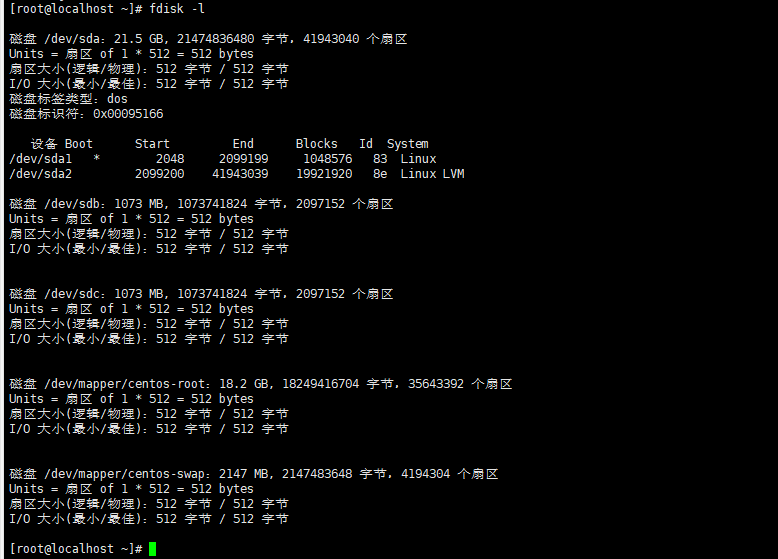 [root@localhost ~]# fdisk -l
磁盘 /dev/sda：21.5 GB, 21474836480 字节，41943040 个扇区
Units = 扇区 of 1 * 512 = 512 bytes
扇区大小(逻辑/物理)：512 字节 / 512 字节
I/O 大小(最小/最佳)：512 字节 / 512 字节
磁盘标签类型：dos
磁盘标识符：0x00095166
设备 Boot      Start         End      Blocks   Id  System
/dev/sda1   *        2048     2099199     1048576   83  Linux
/dev/sda2         2099200    41943039    19921920   8e  Linux LVM
磁盘 /dev/sdb：1073 MB, 1073741824 字节，2097152 个扇区
Units = 扇区 of 1 * 512 = 512 bytes
扇区大小(逻辑/物理)：512 字节 / 512 字节
I/O 大小(最小/最佳)：512 字节 / 512 字节
磁盘 /dev/sdc：1073 MB, 1073741824 字节，2097152 个扇区
Units = 扇区 of 1 * 512 = 512 bytes
扇区大小(逻辑/物理)：512 字节 / 512 字节
I/O 大小(最小/最佳)：512 字节 / 512 字节
磁盘 /dev/mapper/centos-root：18.2 GB, 18249416704 字节，35643392 个扇区
Units = 扇区 of 1 * 512 = 512 bytes
扇区大小(逻辑/物理)：512 字节 / 512 字节
I/O 大小(最小/最佳)：512 字节 / 512 字节
磁盘 /dev/mapper/centos-swap：2147 MB, 2147483648 字节，4194304 个扇区
Units = 扇区 of 1 * 512 = 512 bytes
扇区大小(逻辑/物理)：512 字节 / 512 字节
I/O 大小(最小/最佳)：512 字节 / 512 字节
[root@localhost ~]#